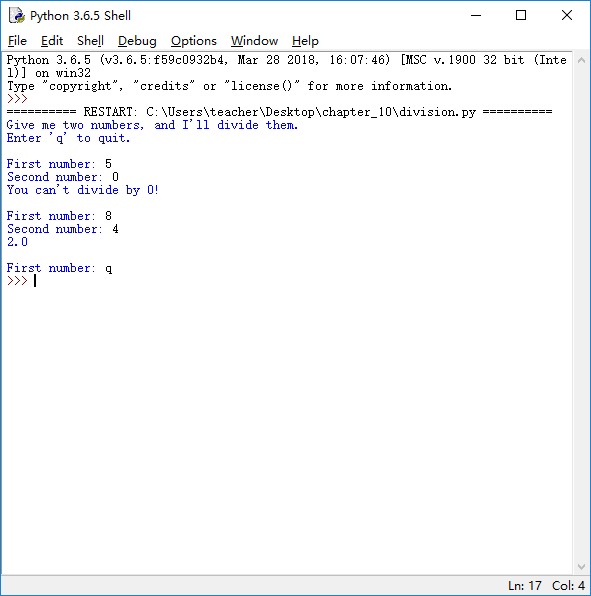 Python 3.6.5 Shell
File Edit Shell Debug Options Window Help
Python 3.6.5 (v3.6.5:f59c0932b4, Mar 28 2018, 16:07:46) [MSC v.1900 32 bit (Inte
l)] on win32
Type "copyright", "credits" or "license()" for more information.
>>>
========== RESTART: C:\Users\teacher\Desktop\chapter_10\division.py ==========
Give me two numbers, and I'll divide them.
Enter 'q' to quit.
First number: 5
Second number: 0
You can't divide by 0!
First number: 8
Second number: 4
2.0
First number: q
>>>
Ln: 17 Col: 4